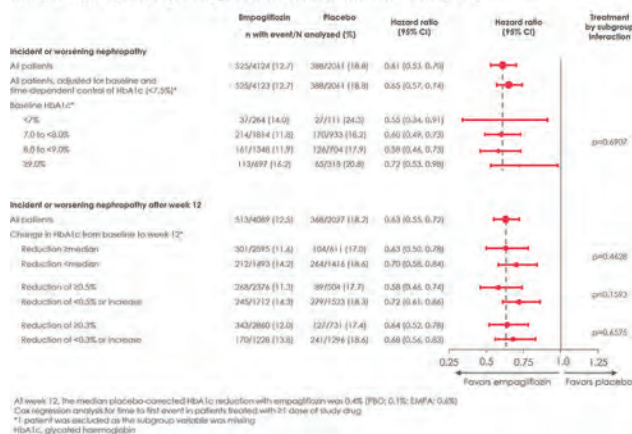 Empagliflozin Placebo Hazard ratio Hazard ratio Treatment
n with event/N analyzed (%) (95% CI) (95% CI) by subgroup
interaction
Incident or worsening nephropathy
All patients 525/4124 (12.7) 388/2061 (18.8) 0.61 (0.53, 0.70)
All patients, adjusted for baseline and
time-dependent control of HbA1c (<7.5%)* 525/4123 (12.7) 388/2061 (18.8) 0.65 (0.57, 0.74)
Baseline HbA1c*
<7% 37/264 (14.0) 27/111 (24.3) 0.55 (0.34, 0.91)
7.0 to <8.0% 214/1814 (11.8) 170/933 (18.2) 0.60 (0.49, 0.73)
8.0 to <9.0% 161/1348 (11.9) 126/704 (17.9) 0.58 (0.46, 0.73)
≥9.0% 113/697 (16.2) 65/313 (20.8) 0.72 (0.53, 0.98)
p=0.6907
Incident or worsening nephropathy after week 12
All patients 513/4089 (12.5) 368/2027 (18.2) 0.63 (0.55, 0.72)
Change in HbA1c from baseline to week 12*
Reduction ≥median 301/2595 (11.6) 104/611 (17.0) 0.63 (0.50, 0.78)
Reduction <median 212/1493 (14.2) 264/1416 (18.6) 0.70 (0.58, 0.84)
p=0.4628
Reduction of ≥0.5% 268/2376 (11.3) 89/504 (17.7) 0.58 (0.46, 0.74)
Reduction of <0.5% or increase 245/1712 (14.3) 279/1523 (18.3) 0.72 (0.61, 0.86)
p=0.1593
Reduction of ≥0.3% 343/2860 (12.0) 127/731 (17.4) 0.64 (0.52, 0.78)
Reduction of <0.3% or increase 170/1228 (13.8) 241/1296 (18.6) 0.68 (0.56, 0.83)
p=0.6575
0.25 0.5 0.75 1.0 1.25
Favors empagliflozin Favors placebo
At week 12, the median placebo-corrected HbA1c reduction with empagliflozin was 0.4% (PBO: 0.1%; EMPA: 0.6%)
Cox regression analysis for time to first event in patients treated with ≥1 dose of study drug
*1 patient was excluded as the subgroup variable was missing
HbA1c, glycated haemoglobin